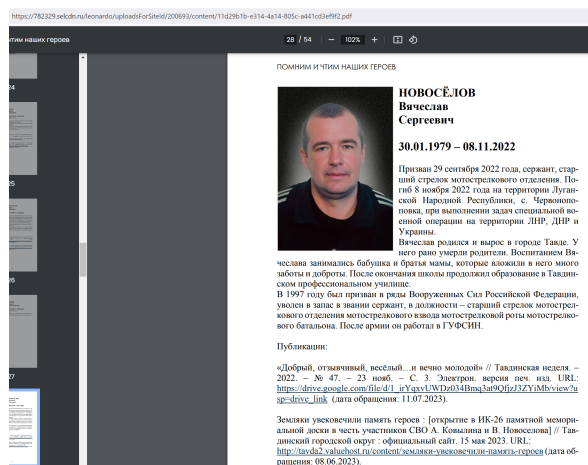 https://782329.selcdn.ru/leonardo/uploadsForSiteId/200693/content/11d29b1b-e314-4a14-805c-a441cd3ef9f2.pdf
чтим наших героев
28 / 54 — 102% +
24
25
26
27
ПОМНИМ И ЧТИМ НАШИХ ГЕРОЕВ
НОВОСЁЛОВ
Вячеслав
Сергеевич
30.01.1979 – 08.11.2022
Призван 29 сентября 2022 года, сержант, стар-
ший стрелок мотострелкового отделения. По-
гиб 8 ноября 2022 года на территории Луган-
ской Народной Республики, с. Червонопо-
повка, при выполнении задач специальной во-
енной операции на территории ЛНР, ДНР и
Украины.
Вячеслав родился и вырос в городе Тавде. У
него рано умерли родители. Воспитанием Вя-
чеслава занимались бабушка и братья мамы, которые вложили в него много
заботы и доброты. После окончания школы продолжил образование в Тавдин-
ском профессиональном училище.
В 1997 году был призван в ряды Вооруженных Сил Российской Федерации,
уволен в запас в звании сержант, в должности – старший стрелок мотострел-
кового отделения мотострелкового взвода мотострелковой роты мотострелко-
вого батальона. После армии он работал в ГУФСИН.
Публикации:
«Добрый, отзывчивый, весёлый…и вечно молодой» // Тавдинская неделя. –
2022. – № 47. – 23 нояб. – С. 3. Электрон. версия печ. изд. URL:
https://drive.google.com/file/d/1_irYqxvUWDz034Bmq3at9QfjzJ3ZYiMb/view?u
sp=drive_link (дата обращения: 11.07.2023).
Земляки увековечили память героев : [открытие в ИК-26 памятной мемори-
альной доски в честь участников СВО А. Ковылина и В. Новоселова] // Тав-
динский городской округ : официальный сайт. 15 мая 2023. URL:
http://tavda2.valuehost.ru/content/земляки-увековечили-память-героев (дата об-
ращения: 08.06.2023).